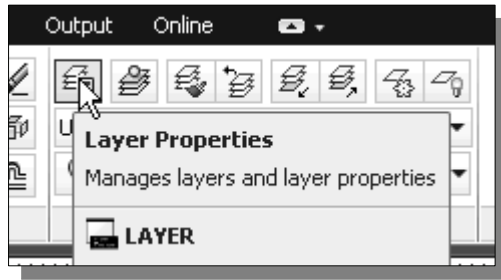 Output Online
U
Layer Properties
Manages layers and layer properties
LAYER